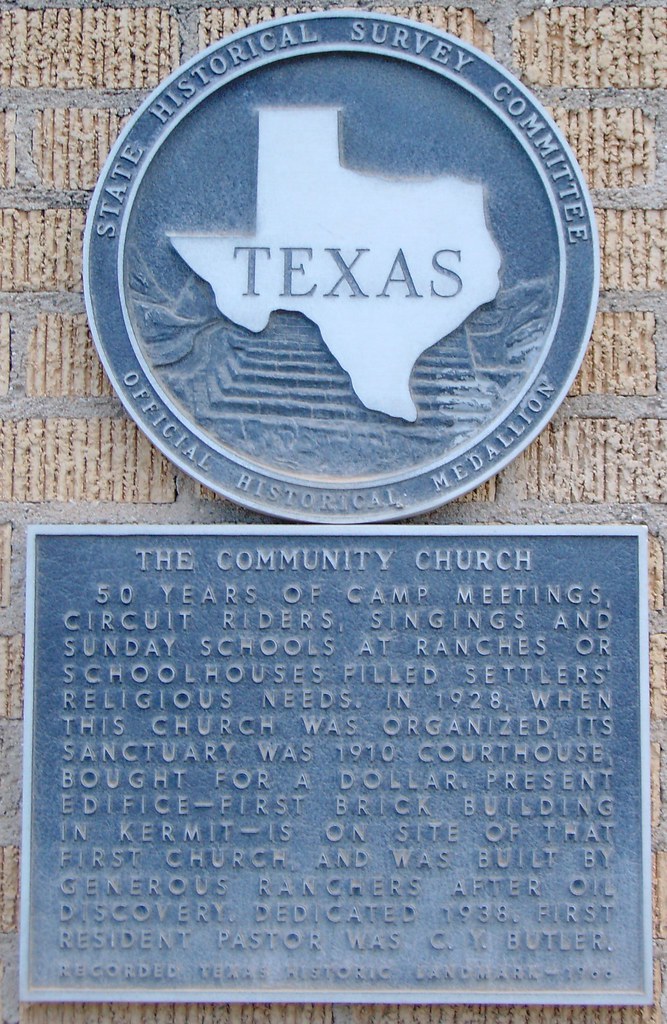 STATE HISTORICAL SURVEY COMMITTEE
TEXAS
OFFICIAL HISTORICAL MEDALLION
THE COMMUNITY CHURCH
50 YEARS OF CAMP MEETINGS,
CIRCUIT RIDERS, SINGINGS AND
SUNDAY SCHOOLS AT RANCHES OR
SCHOOLHOUSES FILLED SETTLERS'
RELIGIOUS NEEDS. IN 1928, WHEN
THIS CHURCH WAS ORGANIZED, ITS
SANCTUARY WAS 1910 COURTHOUSE,
BOUGHT FOR A DOLLAR. PRESENT
EDIFICE—FIRST BRICK BUILDING
IN KERMIT—IS ON SITE OF THAT
FIRST CHURCH, AND WAS BUILT BY
GENEROUS RANCHERS AFTER OIL
DISCOVERY. DEDICATED 1938. FIRST
RESIDENT PASTOR WAS C. Y. BUTLER.
RECORDED TEXAS HISTORIC LANDMARK—1966